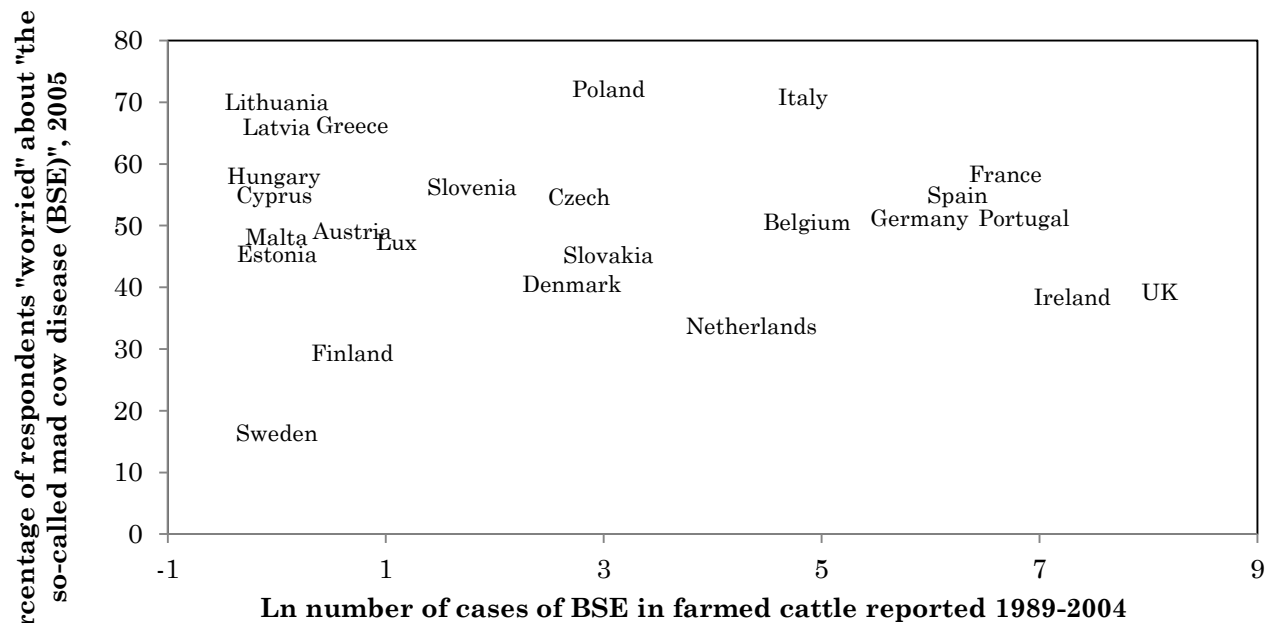 rcentage of respondents "worried" about "the
so-called mad cow disease (BSE)", 2005
80
70
60
50
40
30
20
10
0
Poland
Italy
Lithuania
Latvia Greece
Hungary
Cyprus
Slovenia
Czech
France
Spain
Belgium
Germany Portugal
Malta
Austria
Lux
Estonia
Slovakia
Denmark
Ireland
UK
Netherlands
Finland
Sweden
-1 1 3 5 7 9
Ln number of cases of BSE in farmed cattle reported 1989-2004